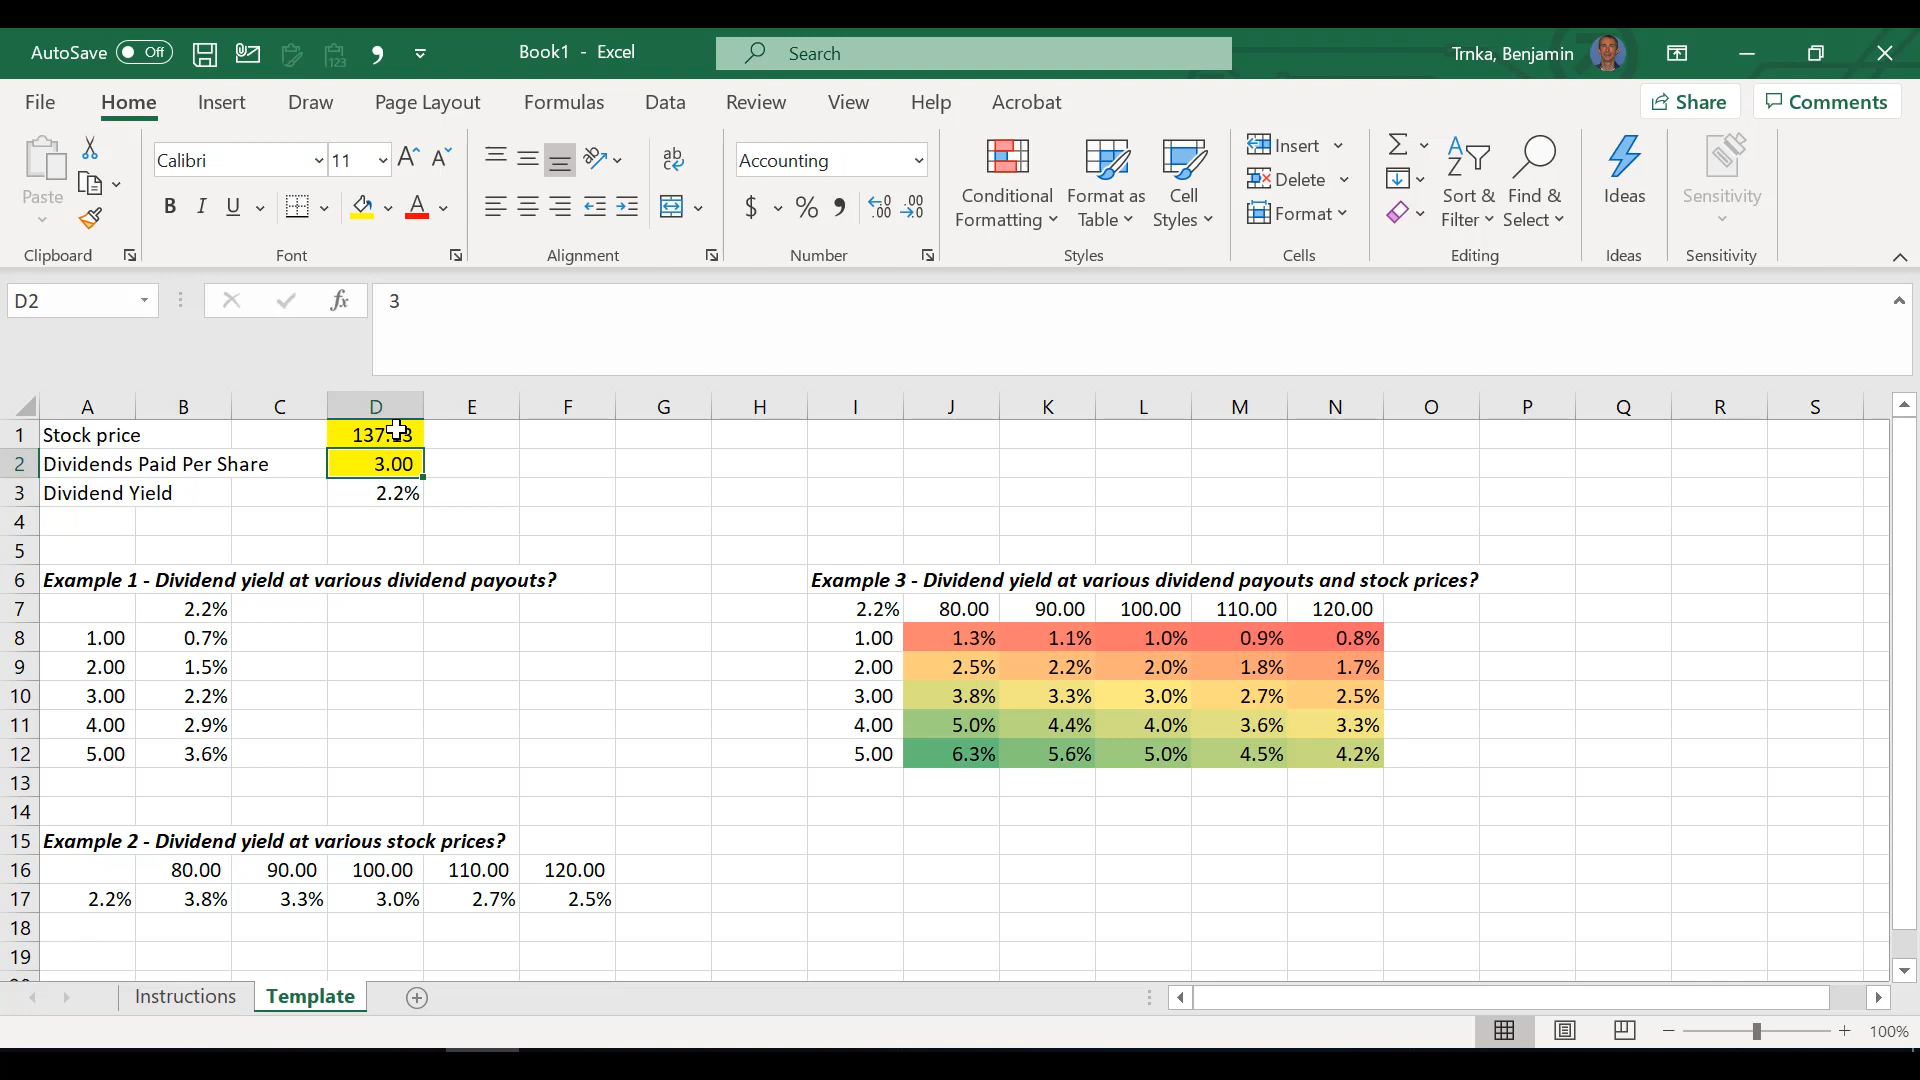 AutoSave Off Book1 - Excel Search Trnka, Benjamin
File Home Insert Draw Page Layout Formulas Data Review View Help Acrobat Share Comments
Paste
Clipboard
Calibri 11
B I U A
Font
ab
Alignment
Accounting
$ % 9 .00 .00
Number
Conditional Formatting
Format as Table
Cell Styles
Styles
Insert
Delete
Format
Cells
Sort & Filter
Find & Select
Editing
Ideas
Ideas
Sensitivity
Sensitivity
D2 fx 3
A B C D E F G H I J K L M N O P Q R S
1 Stock price
2 Dividends Paid Per Share 3.00
3 Dividend Yield 2.2%
4
5
6 Example 1 - Dividend yield at various dividend payouts? Example 3 - Dividend yield at various dividend payouts and stock prices?
7 2.2% 2.2% 80.00 90.00 100.00 110.00 120.00
8 1.00 0.7% 1.00 1.3% 1.1% 1.0% 0.9% 0.8%
9 2.00 1.5% 2.00 2.5% 2.2% 2.0% 1.8% 1.7%
10 3.00 2.2% 3.00 3.8% 3.3% 3.0% 2.7% 2.5%
11 4.00 2.9% 4.00 5.0% 4.4% 4.0% 3.6% 3.3%
12 5.00 3.6% 5.00 6.3% 5.6% 5.0% 4.5% 4.2%
13
14
15 Example 2 - Dividend yield at various stock prices?
16 80.00 90.00 100.00 110.00 120.00
17 2.2% 3.8% 3.3% 3.0% 2.7% 2.5%
18
19
Instructions Template
100%